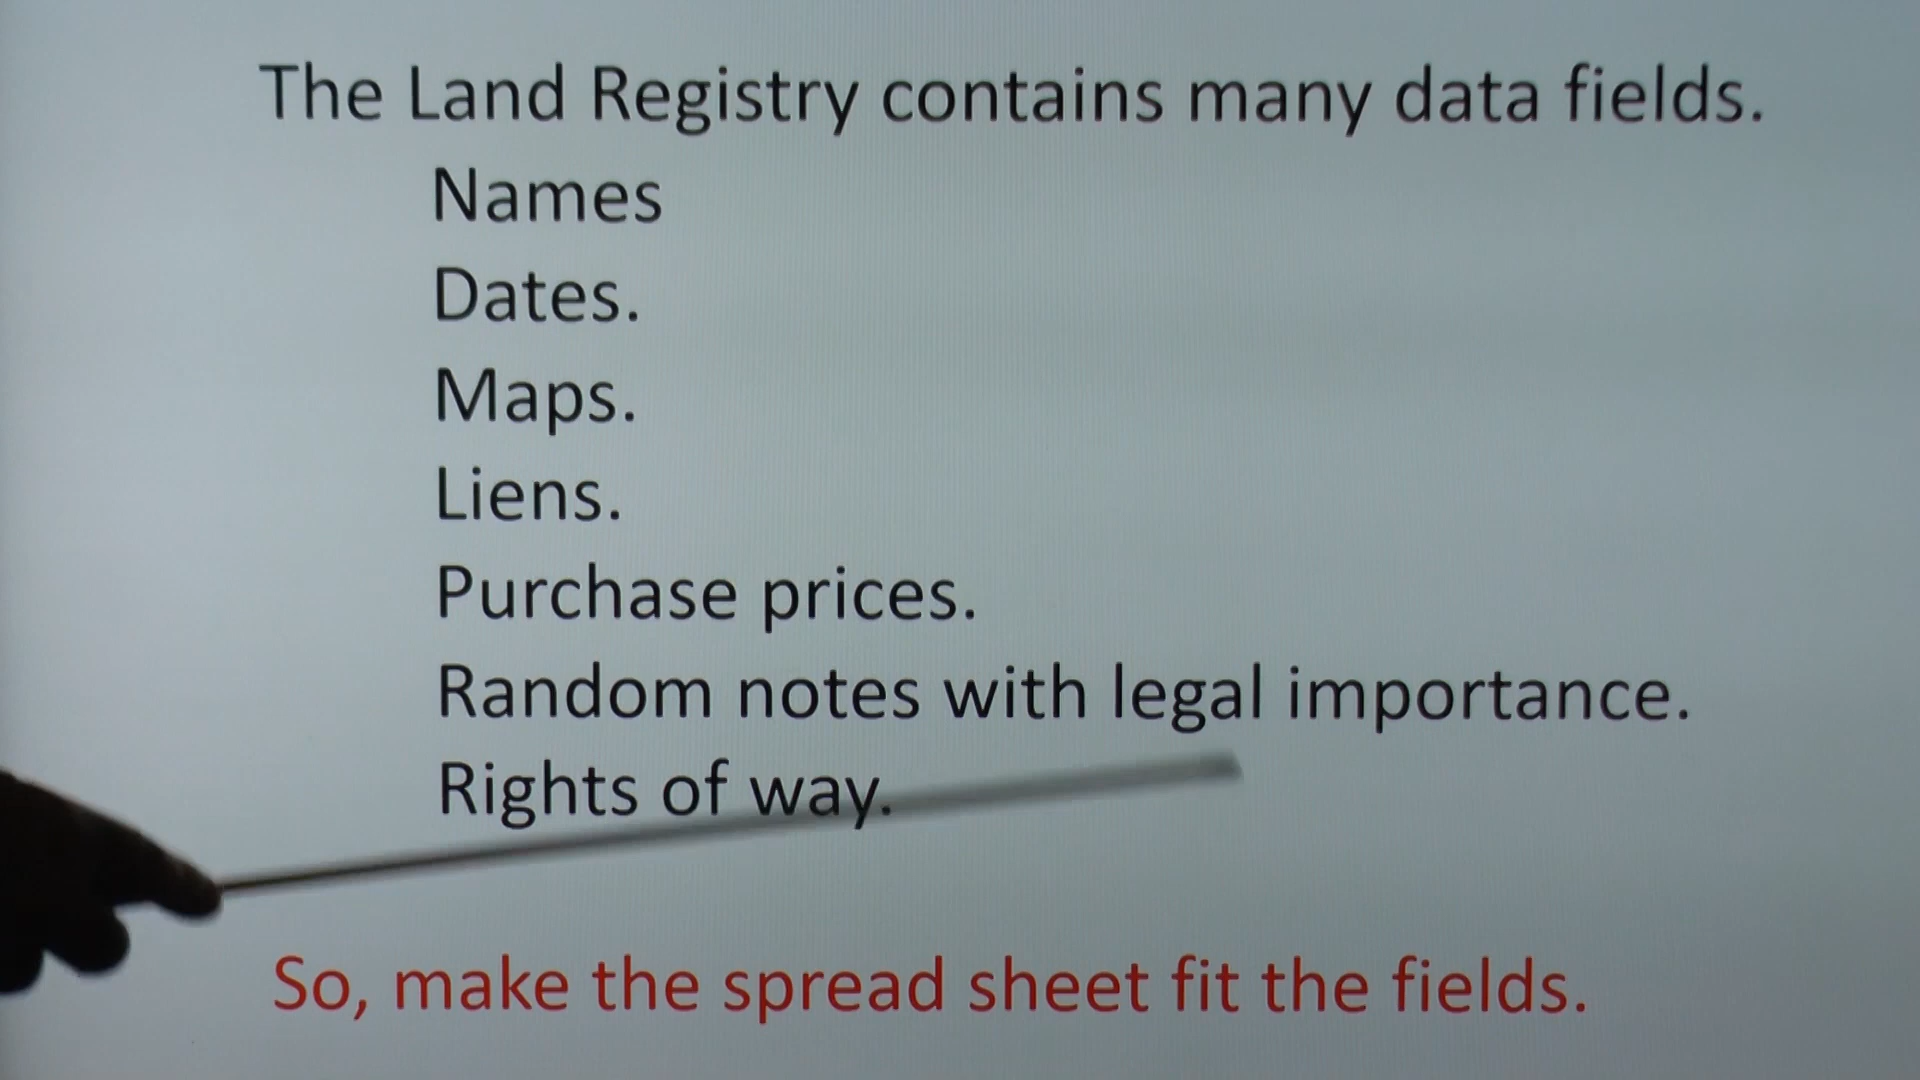 The Land Registry contains many data fields.
Names
Dates.
Maps.
Liens.
Purchase prices.
Random notes with legal importance.
Rights of way.
So, make the spread sheet fit the fields.